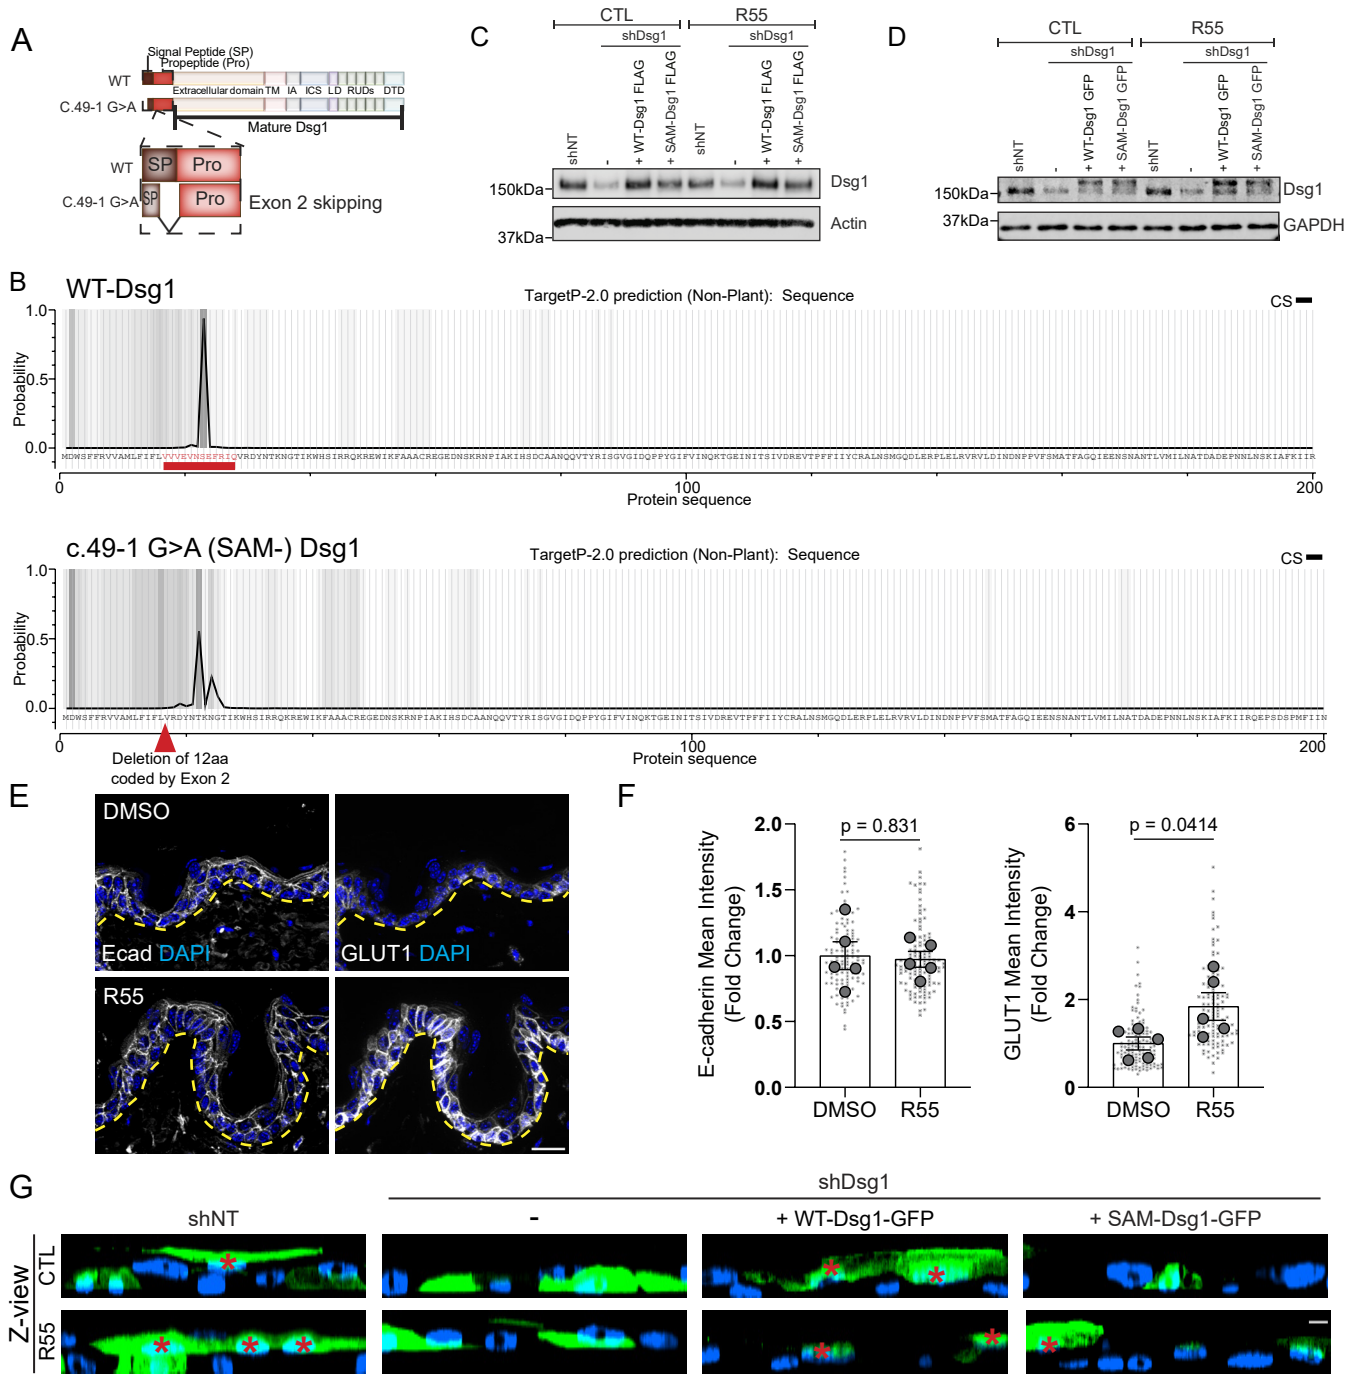 A
Signal Peptide (SP)
Propeptide (Pro)
WT
C.49-1 G>A
Extracellular domain TM IA ICS LD RUDs DTD
Mature Dsg1
WT
SP Pro
C.49-1 G>A
SP Pro
Exon 2 skipping
C
CTL R55
shDsg1 shDsg1
shNT
-
+ WT-Dsg1 FLAG
+ SAM-Dsg1 FLAG
shNT
-
+ WT-Dsg1 FLAG
+ SAM-Dsg1 FLAG
150kDa
Dsg1
Actin
37kDa
D
CTL R55
shDsg1 shDsg1
shNT
-
+ WT-Dsg1 GFP
+ SAM-Dsg1 GFP
shNT
-
+ WT-Dsg1 GFP
+ SAM-Dsg1 GFP
150kDa
Dsg1
37kDa
GAPDH
B
WT-Dsg1
TargetP-2.0 prediction (Non-Plant): Sequence
CS
Probability
1.0
0.5
0.0
MDWSFFRVVAMLFIFLVVVEVNSEFRIQVRDYNTKNGTIKWHSIRRQKREWIKFAAACREGEDNSKRNPIAKIHSDCAANQQVTYRISGVGIDQPPYGIFVINQKTGEINITSIVDREVTPFFIIYCRALNSMGQDLERPLELRVRVLDINDNPPVFSMATFAGQIEENSNANTLVMILNATDADEPNNLNSKIAFKIIR
0 100 200
Protein sequence
c.49-1 G>A (SAM-) Dsg1
TargetP-2.0 prediction (Non-Plant): Sequence
CS
Probability
1.0
0.5
0.0
MDWSFFRVVAMLFIFLVRDYNTKNGTIKWHSIRRQKREWIKFAAACREGEDNSKRNPIAKIHSDCAANQQVTYRISGVGIDQPPYGIFVINQKTGEINITSIVDREVTPFFIIYCRALNSMGQDLERPLELRVRVLDINDNPPVFSMATFAGQIEENSNANTLVMILNATDADEPNNLNSKIAFKIIRQEPSDSPMFIIN
0 100 200
Protein sequence
Deletion of 12aa
coded by Exon 2
E
DMSO
Ecad DAPI
GLUT1 DAPI
R55
F
E-cadherin Mean Intensity
(Fold Change)
2.0
1.5
1.0
0.5
0.0
p = 0.831
DMSO R55
GLUT1 Mean Intensity
(Fold Change)
6
4
2
0
p = 0.0414
DMSO R55
G
shDsg1
shNT - + WT-Dsg1-GFP + SAM-Dsg1-GFP
Z-view
CTL
* * *
R55
* * * * * *